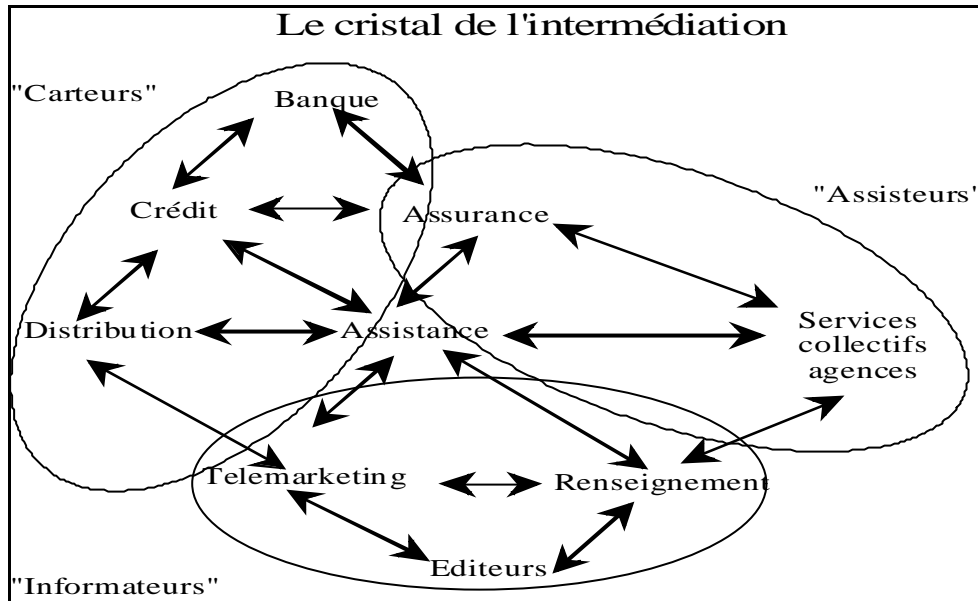 Le cristal de l'intermédiation
"Carteurs"
Banque
"Assisteurs'
Crédit
Assurance
Distribution
Assistance
Services
collectifs
agences
Telemarketing
Renseignement
Editeurs
"Informateurs"